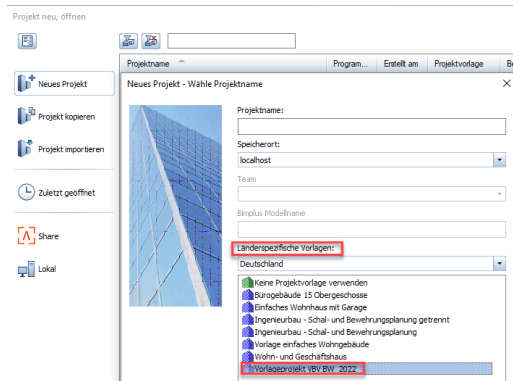 Projekt neu, öffnen
Projektname Program... Erstellt am Projektvorlage Be
Neues Projekt
Projekt kopieren
Projekt importieren
Zuletzt geöffnet
Share
Lokal
Neues Projekt - Wähle Projektname
Projektname:
Speicherort:
localhost
Team
Bimplus Modellname
Länderspezifische Vorlagen:
Deutschland
Keine Projektvorlage verwenden
Bürogebäude 15 Obergeschosse
Einfaches Wohnhaus mit Garage
Ingenieurbau - Schal- und Bewehrungsplanung getrennt
Ingenieurbau - Schal- und Bewehrungsplanung
Vorlage einfaches Wohngebäude
Wohn- und Geschäftshaus
Vorlageprojekt VBV BW 2022